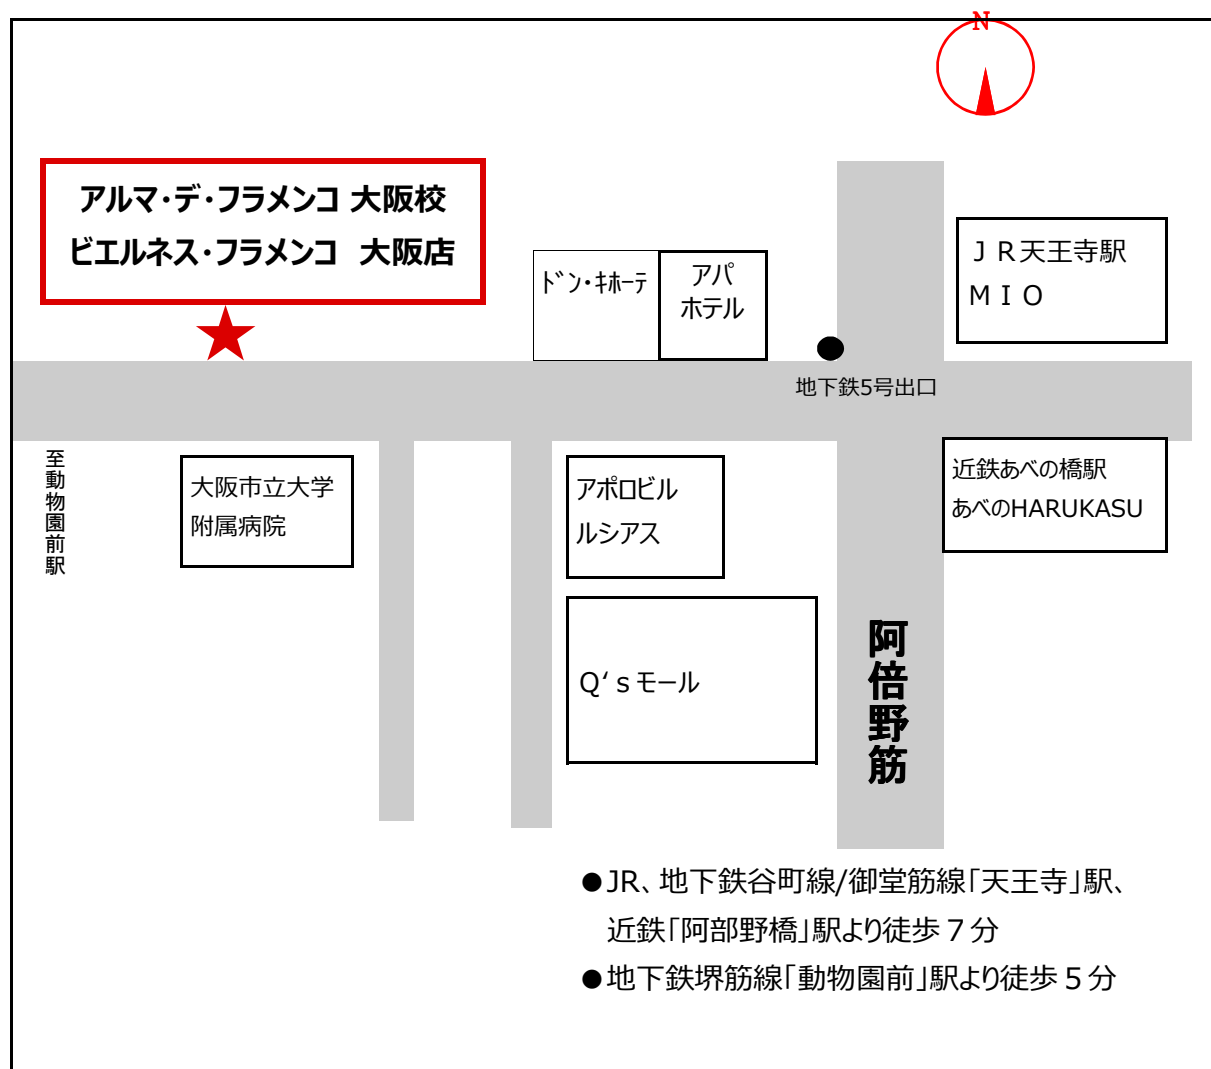 N
アルマ・デ・フラメンコ 大阪校
ビエルネス・フラメンコ 大阪店
ドン・キホーテ
アパ
ホテル
ＪＲ天王寺駅
ＭＩＯ
地下鉄5号出口
至動物園前駅
大阪市立大学
附属病院
アポロビル
ルシアス
近鉄あべの橋駅
あべのHARUKASU
Q‘ｓモール
阿倍野筋
●JR、地下鉄谷町線/御堂筋線「天王寺」駅、
近鉄「阿部野橋」駅より徒歩７分
●地下鉄堺筋線「動物園前」駅より徒歩５分